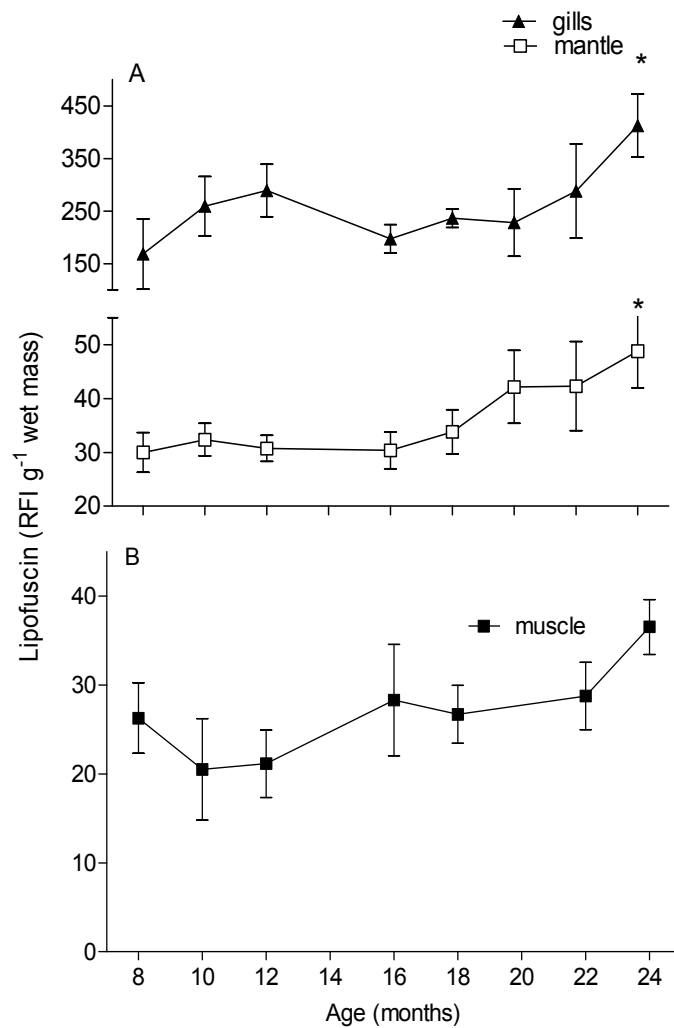 gills
mantle
*
A
450
350
250
150
*
50
40
30
20
Lipofuscin (RFI g⁻¹ wet mass)
B
40
muscle
30
20
10
0
8 10 12 14 16 18 20 22 24
Age (months)